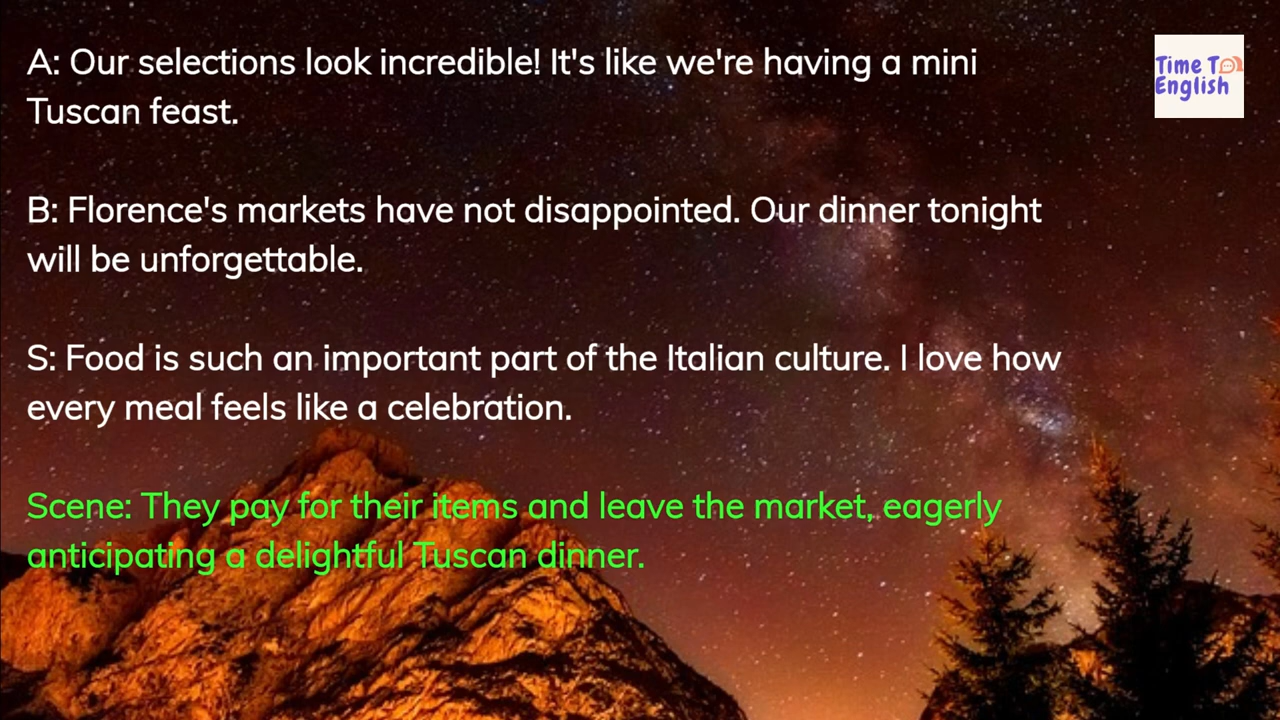 A: Our selections look incredible! It's like we're having a mini
Tuscan feast.
B: Florence's markets have not disappointed. Our dinner tonight
will be unforgettable.
S: Food is such an important part of the Italian culture. I love how
every meal feels like a celebration.
Scene: They pay for their items and leave the market, eagerly
anticipating a delightful Tuscan dinner.
Time To
English